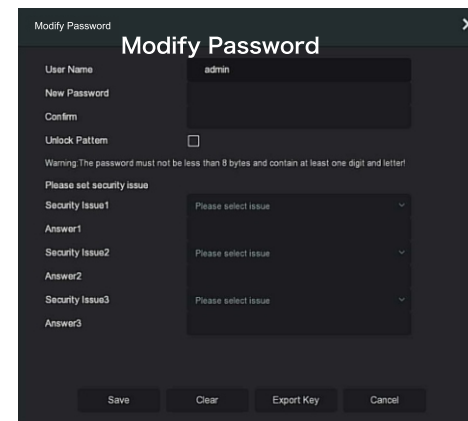 Modify Password
Modify Password
User Name admin
New Password
Confirm
Unlock Pattern
Warning:The password must not be less than 8 bytes and contain at least one digit and letter!
Please set security issue
Security Issue1 Please select issue
Answer1
Security Issue2 Please select issue
Answer2
Security Issue3 Please select issue
Answer3
Save Clear Export Key Cancel